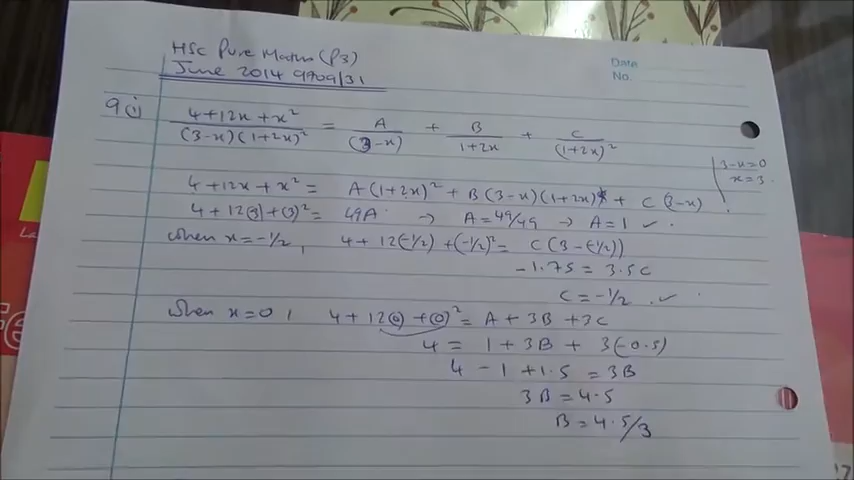 HSC Pure Maths (P3)
June 2014 9709/31
Date
No.
9(i) (4+12x+x²)/((3-x)(1+2x)²) = A/(3-x) + B/(1+2x) + C/(1+2x)²
3-x=0
x=3
4+12x+x² = A(1+2x)² + B(3-x)(1+2x) + C(3-x)
4+12(3)+(3)² = 49A → A=49/49 → A=1 ✓.
When x=-1/2, 4+12(-1/2)+(-1/2)² = C(3-(-1/2))
-1.75 = 3.5C
C=-1/2 ✓
When x=0, 4+12(0)+(0)² = A+3B+3C
4 = 1+3B+3(-0.5)
4-1+1.5 = 3B
3B = 4.5
B = 4.5/3